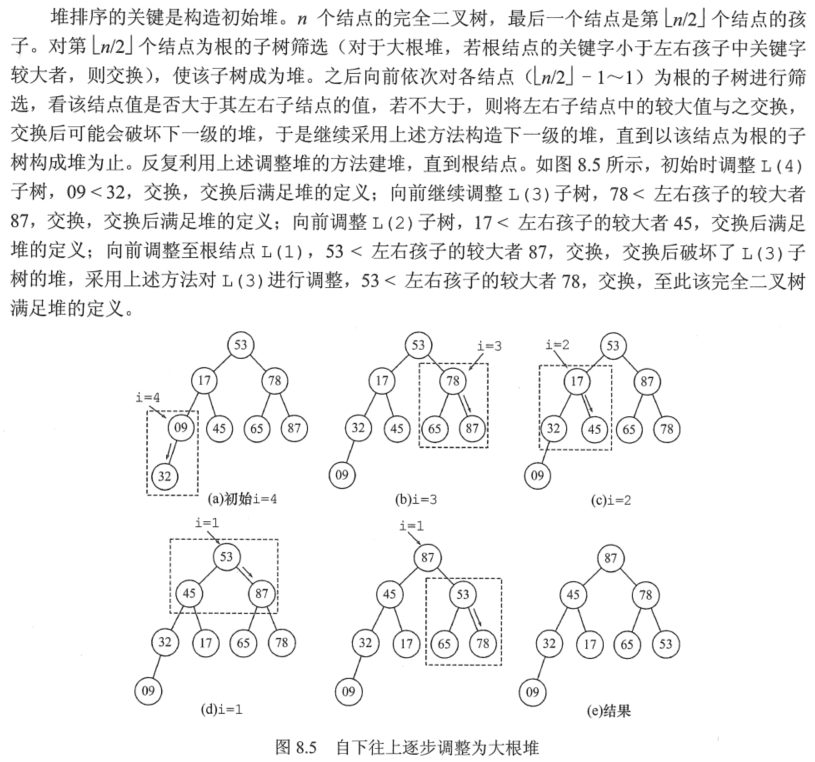 堆排序的关键是构造初始堆。n 个结点的完全二叉树，最后一个结点是第⌊n/2⌋个结点的孩
子。对第⌊n/2⌋个结点为根的子树筛选（对于大根堆，若根结点的关键字小于左右孩子中关键字
较大者，则交换），使该子树成为堆。之后向前依次对各结点（⌊n/2⌋－1～1）为根的子树进行筛
选，看该结点值是否大于其左右子结点的值，若不大于，则将左右子结点中的较大值与之交换，
交换后可能会破坏下一级的堆，于是继续采用上述方法构造下一级的堆，直到以该结点为根的子
树构成堆为止。反复利用上述调整堆的方法建堆，直到根结点。如图 8.5 所示，初始时调整 L(4)
子树，09 < 32，交换，交换后满足堆的定义；向前继续调整 L(3)子树，78 < 左右孩子的较大者
87，交换，交换后满足堆的定义；向前调整 L(2)子树，17 < 左右孩子的较大者 45，交换后满足
堆的定义；向前调整至根结点 L(1)，53 < 左右孩子的较大者 87，交换，交换后破坏了 L(3)子
树的堆，采用上述方法对 L(3)进行调整，53 < 左右孩子的较大者 78，交换，至此该完全二叉树
满足堆的定义。
i=4
53
17 78
09 45 65 87
32
(a)初始i=4
i=3
53
17 78
32 45 65 87
09
(b)i=3
i=2
53
17 87
32 45 65 78
09
(c)i=2
i=1
53
45 87
32 17 65 78
09
(d)i=1
i=1
87
45 53
32 17 65 78
09
87
45 78
32 17 65 53
09
(e)结果
图 8.5 自下往上逐步调整为大根堆